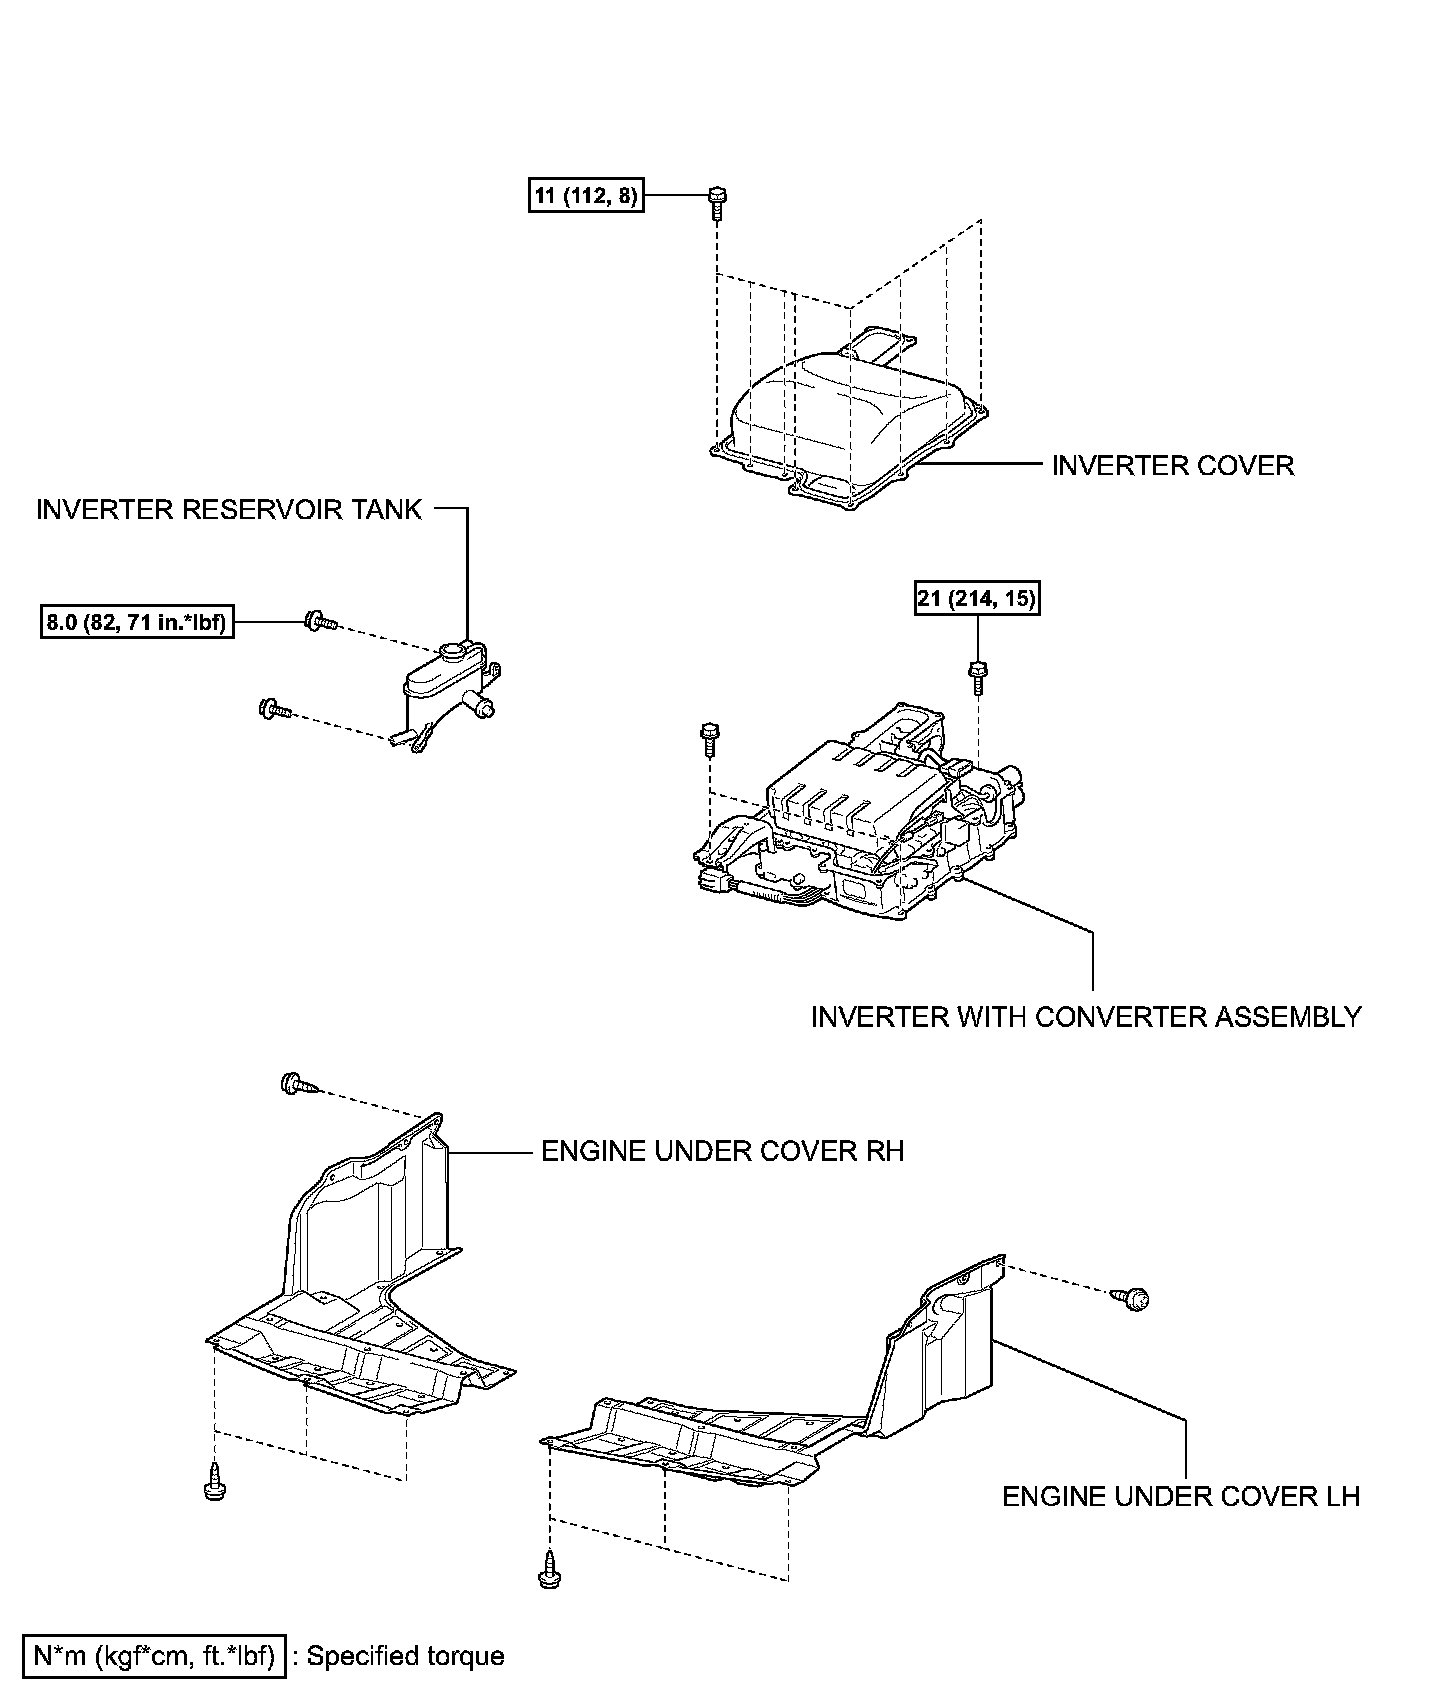 11 (112, 8)
INVERTER COVER
INVERTER RESERVOIR TANK
8.0 (82, 71 in.*lbf)
21 (214, 15)
INVERTER WITH CONVERTER ASSEMBLY
ENGINE UNDER COVER RH
ENGINE UNDER COVER LH
N*m (kgf*cm, ft.*lbf) : Specified torque